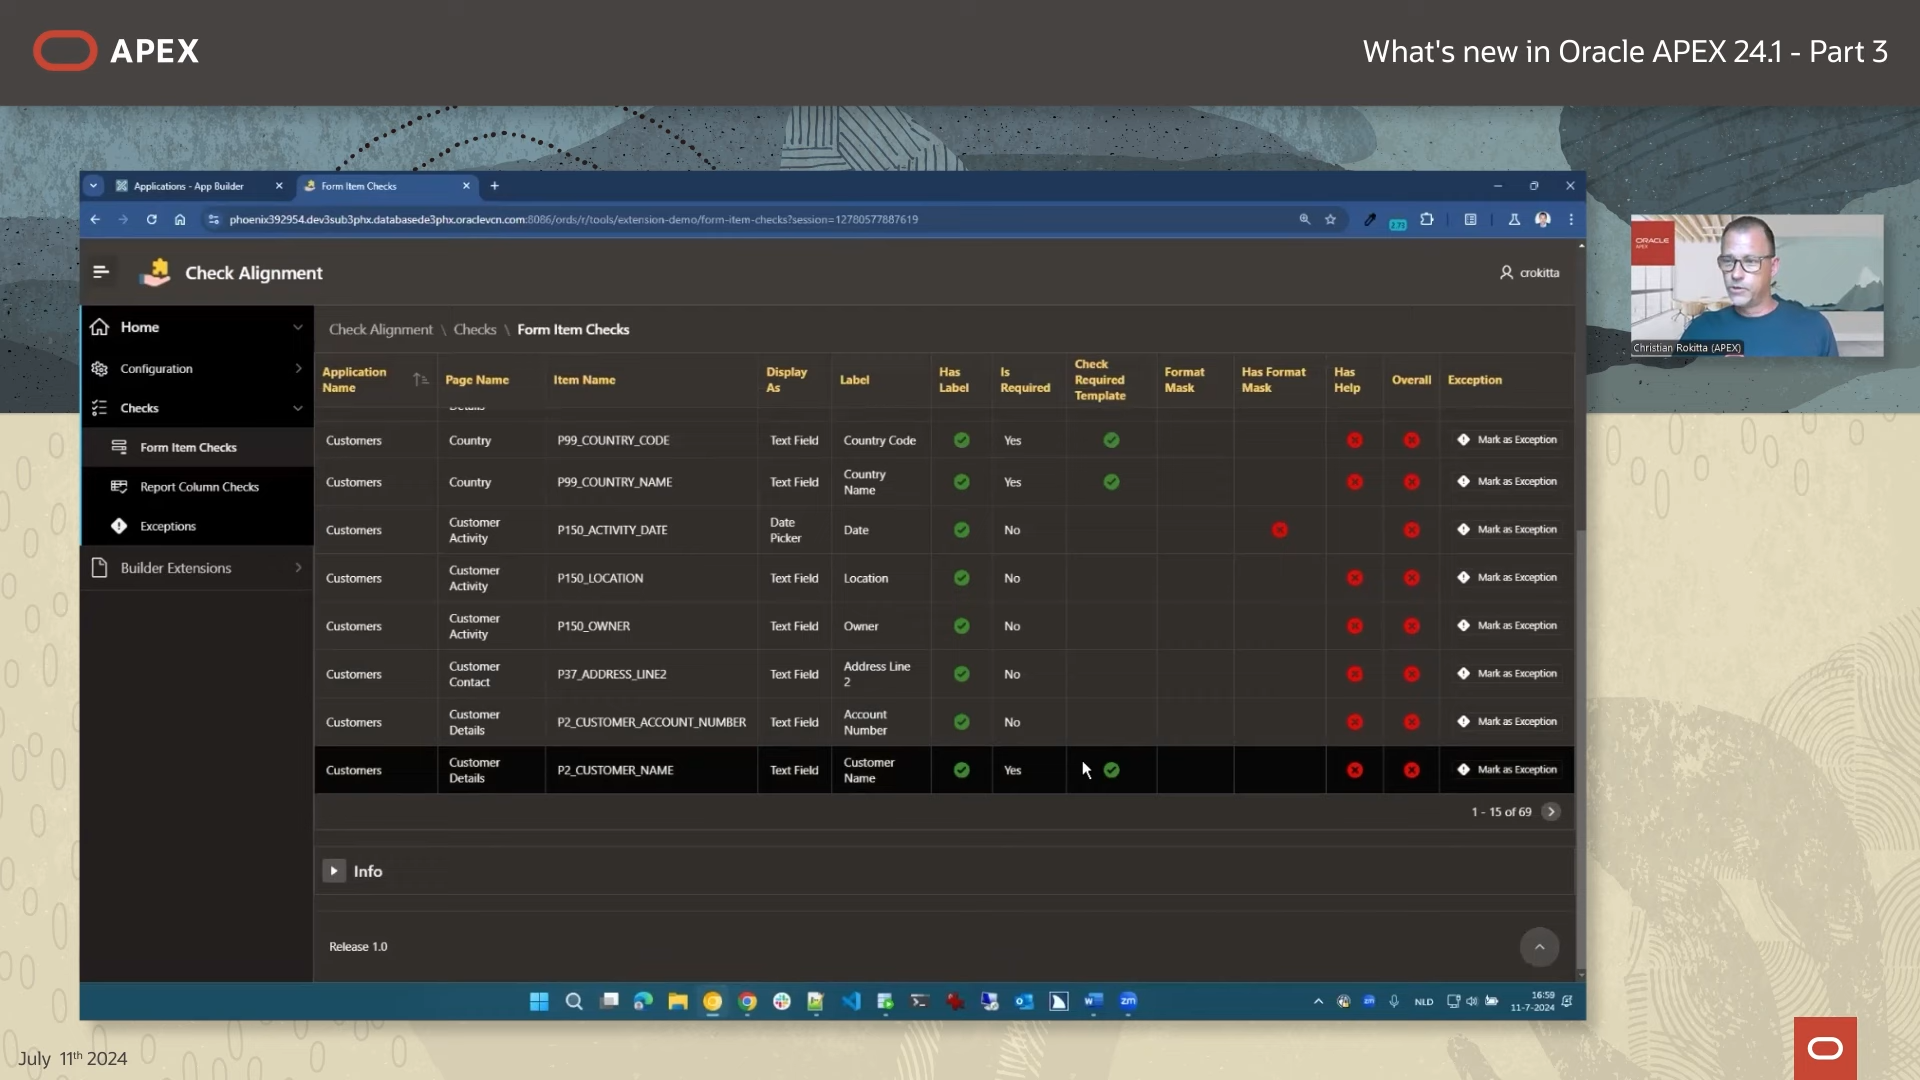 APEX
What's new in Oracle APEX 24.1 - Part 3
Applications - App Builder
Form Item Checks
phoenix392954.dev3sub3phx.databasede3phx.oraclevcn.com:8086/ords/r/tools/extension-demo/form-item-checks?session=12780577887619
Check Alignment
crokitta
ORACLE
APEX
Christian Rokitta (APEX)
Home
Configuration
Checks
Form Item Checks
Report Column Checks
Exceptions
Builder Extensions
Check Alignment \ Checks \ Form Item Checks
Application Name Page Name Item Name Display As Label Has Label Is Required Check Required Template Format Mask Has Format Mask Has Help Overall Exception
Details
Customers Country P99_COUNTRY_CODE Text Field Country Code Yes Mark as Exception
Customers Country P99_COUNTRY_NAME Text Field Country Name Yes Mark as Exception
Customers Customer Activity P150_ACTIVITY_DATE Date Picker Date No Mark as Exception
Customers Customer Activity P150_LOCATION Text Field Location No Mark as Exception
Customers Customer Activity P150_OWNER Text Field Owner No Mark as Exception
Customers Customer Contact P37_ADDRESS_LINE2 Text Field Address Line 2 No Mark as Exception
Customers Customer Details P2_CUSTOMER_ACCOUNT_NUMBER Text Field Account Number No Mark as Exception
Customers Customer Details P2_CUSTOMER_NAME Text Field Customer Name Yes Mark as Exception
1 - 15 of 69
Info
Release 1.0
zm
NLD
16:59
11-7-2024
July 11th 2024